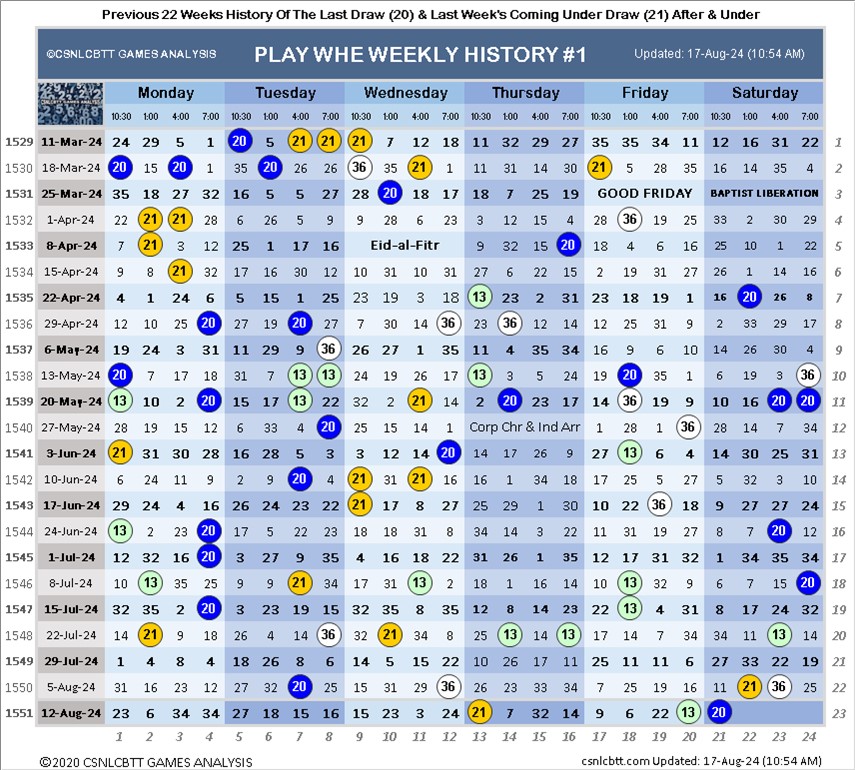 Previous 22 Weeks History Of The Last Draw (20) & Last Week's Coming Under Draw (21) After & Under
©CSNLCBTT GAMES ANALYSIS PLAY WHE WEEKLY HISTORY #1 Updated: 17-Aug-24 (10:54 AM)
CSNLCBTT GAMES ANALYSIS
Monday Tuesday Wednesday Thursday Friday Saturday
10:30 1:00 4:00 7:00 10:30 1:00 4:00 7:00 10:30 1:00 4:00 7:00 10:30 1:00 4:00 7:00 10:30 1:00 4:00 7:00 10:30 1:00 4:00 7:00
1529 11-Mar-24 24 29 5 1 20 5 21 21 21 7 12 18 11 32 29 27 35 35 34 11 12 16 31 22 1
1530 18-Mar-24 20 15 20 1 35 20 26 26 36 35 21 1 11 31 34 4 21 5 28 35 16 14 35 4 2
1531 25-Mar-24 35 18 27 32 16 5 5 27 28 20 18 17 18 7 25 19 GOOD FRIDAY BAPTIST LIBERATION 3
1532 1-Apr-24 22 21 21 28 6 26 5 9 9 28 6 23 3 12 15 4 28 36 19 25 33 2 30 29 4
1533 8-Apr-24 7 21 3 12 25 1 17 16 Eid-al-Fitr 9 32 15 20 18 4 6 16 25 10 1 22 5
1534 15-Apr-24 9 8 21 32 17 16 30 12 10 31 10 31 27 6 22 15 2 19 31 27 26 1 14 16 6
1535 22-Apr-24 4 1 24 6 5 15 1 25 23 19 3 18 13 23 2 31 23 18 19 1 16 20 26 8 7
1536 29-Apr-24 12 10 25 20 27 19 20 27 7 30 14 36 23 36 12 14 12 25 31 9 2 33 29 17 8
1537 6-May-24 19 24 3 31 11 29 9 36 26 27 1 35 11 4 35 34 16 9 6 10 14 26 30 4 9
1538 13-May-24 20 7 17 18 31 7 13 13 24 19 26 17 13 3 5 24 19 20 35 1 6 19 3 36 10
1539 20-May-24 13 10 2 20 15 17 13 22 32 2 21 14 2 20 23 17 14 36 19 9 10 16 20 20 11
1540 27-May-24 28 19 15 12 6 33 4 20 25 15 14 1 Corp Chr & Ind Arr 1 28 1 36 28 14 7 34 12
1541 3-Jun-24 21 31 30 28 16 28 5 3 3 12 14 20 14 17 26 9 27 13 6 4 14 30 25 31 13
1542 10-Jun-24 6 24 11 9 2 9 20 4 21 11 21 28 22 14 27 34 17 25 5 27 5 32 3 10 14
1543 17-Jun-24 29 24 4 16 26 24 23 22 21 17 8 27 25 29 1 30 10 34 36 18 9 27 27 24 15
1544 24-Jun-24 13 2 23 20 17 5 22 23 18 18 31 8 34 14 3 22 11 31 19 27 28 8 20 12 16
1545 1-Jul-24 12 32 16 20 3 27 9 35 4 16 18 22 31 26 1 35 12 17 31 32 1 34 35 34 17
1546 8-Jul-24 10 13 35 25 9 9 21 34 17 31 13 2 18 1 16 14 18 13 32 9 6 7 15 20 18
1547 15-Jul-24 32 35 2 20 3 23 19 15 32 35 8 35 12 8 14 23 22 13 4 31 8 17 24 32 19
1548 22-Jul-24 14 21 9 18 26 4 14 36 32 21 34 8 25 13 14 13 17 14 7 34 34 11 13 14 20
1549 29-Jul-24 1 4 8 4 18 26 8 6 14 5 15 22 10 26 11 17 25 11 11 6 27 33 22 19 21
1550 5-Aug-24 31 16 23 12 27 32 20 25 15 31 29 36 26 23 33 34 7 25 19 16 11 21 36 25 22
1551 12-Aug-24 23 6 34 34 27 18 15 16 15 23 3 24 21 7 32 14 9 6 22 13 20 23
1 2 3 4 5 6 7 8 9 10 11 12 13 14 15 16 17 18 19 20 21 22 23 24
©2020 CSNLCBTT GAMES ANALYSIS csnlcbtt.com Updated: 17-Aug-24 (10:54 AM)